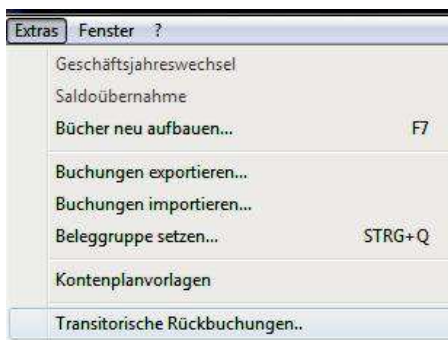 Extras Fenster ?
Geschäftsjahreswechsel
Saldoübernahme
Bücher neu aufbauen... F7
Buchungen exportieren...
Buchungen importieren...
Beleggruppe setzen... STRG+Q
Kontenplanvorlagen
Transitorische Rückbuchungen..